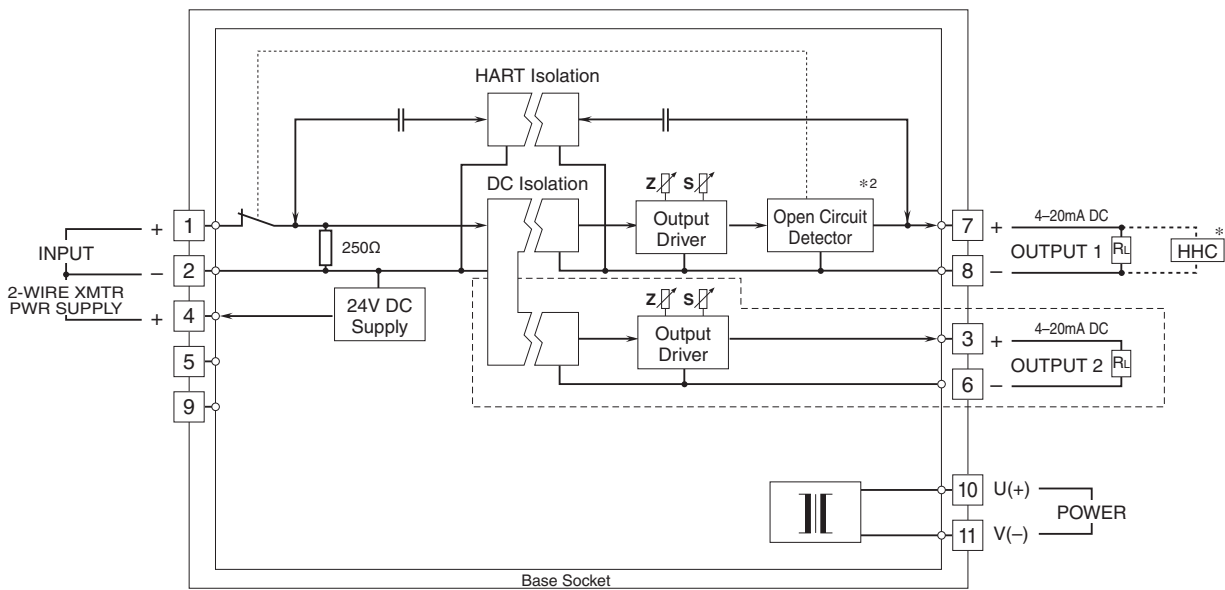 HART Isolation
DC Isolation
Z S
*2
1
+
250Ω
Output
Driver
Open Circuit
Detector
7
+
4–20mA DC
OUTPUT 1
RL
HHC
*
INPUT
2
–
8
–
2-WIRE XMTR
PWR SUPPLY
4
+
24V DC
Supply
Z S
Output
Driver
3
+
4–20mA DC
OUTPUT 2
RL
5
6
–
9
10
U(+)
POWER
11
V(–)
Base Socket